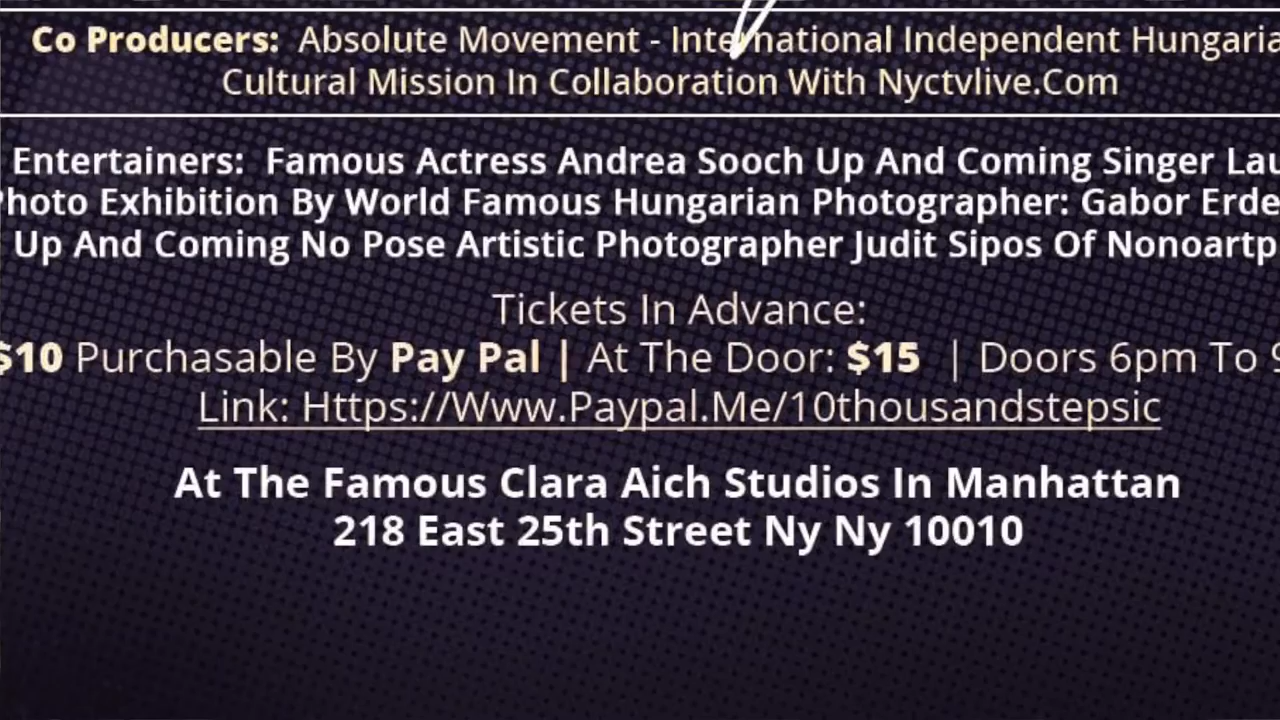 Co Producers: Absolute Movement - International Independent Hungaria
Cultural Mission In Collaboration With Nyctvlive.Com
Entertainers: Famous Actress Andrea Sooch Up And Coming Singer Lau
Photo Exhibition By World Famous Hungarian Photographer: Gabor Erde
Up And Coming No Pose Artistic Photographer Judit Sipos Of Nonoartp
Tickets In Advance:
$10 Purchasable By Pay Pal | At The Door: $15 | Doors 6pm To
Link: Https://Www.Paypal.Me/10thousandstepsic
At The Famous Clara Aich Studios In Manhattan
218 East 25th Street Ny Ny 10010